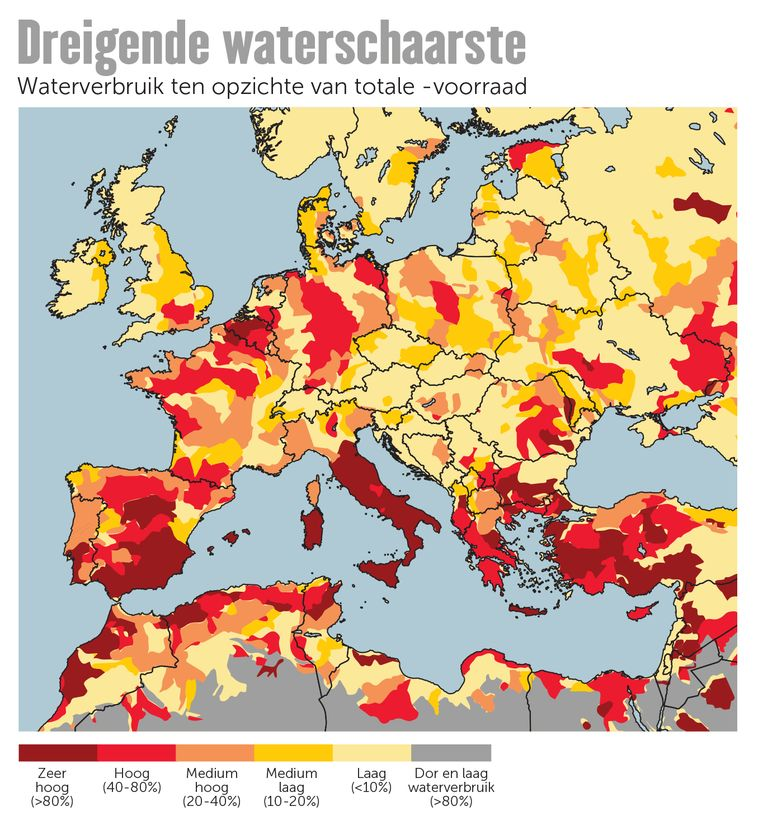 Dreigende waterschaarste
Waterverbruik ten opzichte van totale -voorraad
Zeer
hoog
(>80%)
Hoog
(40-80%)
Medium
hoog
(20-40%)
Medium
laag
(10-20%)
Laag
(<10%)
Dor en laag
waterverbruik
(>80%)